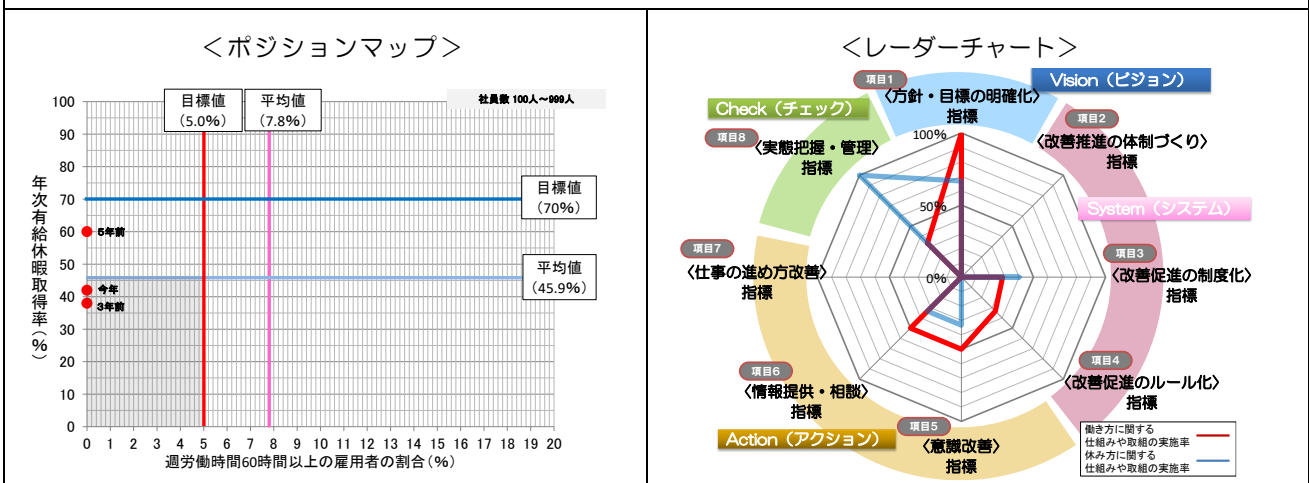 ＜ポジションマップ＞
社員数 100人～999人
目標値
（5.0％）
平均値
（7.8％）
目標値
（70％）
平均値
（45.9％）
年次有給休暇取得率（％）
100
90
80
70
60
50
40
30
20
10
0
5年前
今年
3年前
0 1 2 3 4 5 6 7 8 9 10 11 12 13 14 15 16 17 18 19 20
週労働時間60時間以上の雇用者の割合（％）
＜レーダーチャート＞
Vision（ビジョン）
項目1
〈方針・目標の明確化〉
指標
項目2
〈改善推進の体制づくり〉
指標
System（システム）
項目3
〈改善促進の制度化〉
指標
項目4
〈改善促進のルール化〉
指標
項目5
〈意識改善〉
指標
Action（アクション）
項目6
〈情報提供・相談〉
指標
項目7
〈仕事の進め方改善〉
指標
Check（チェック）
項目8
〈実態把握・管理〉
指標
100%
50%
0%
働き方に関する
仕組みや取組の実施率
休み方に関する
仕組みや取組の実施率